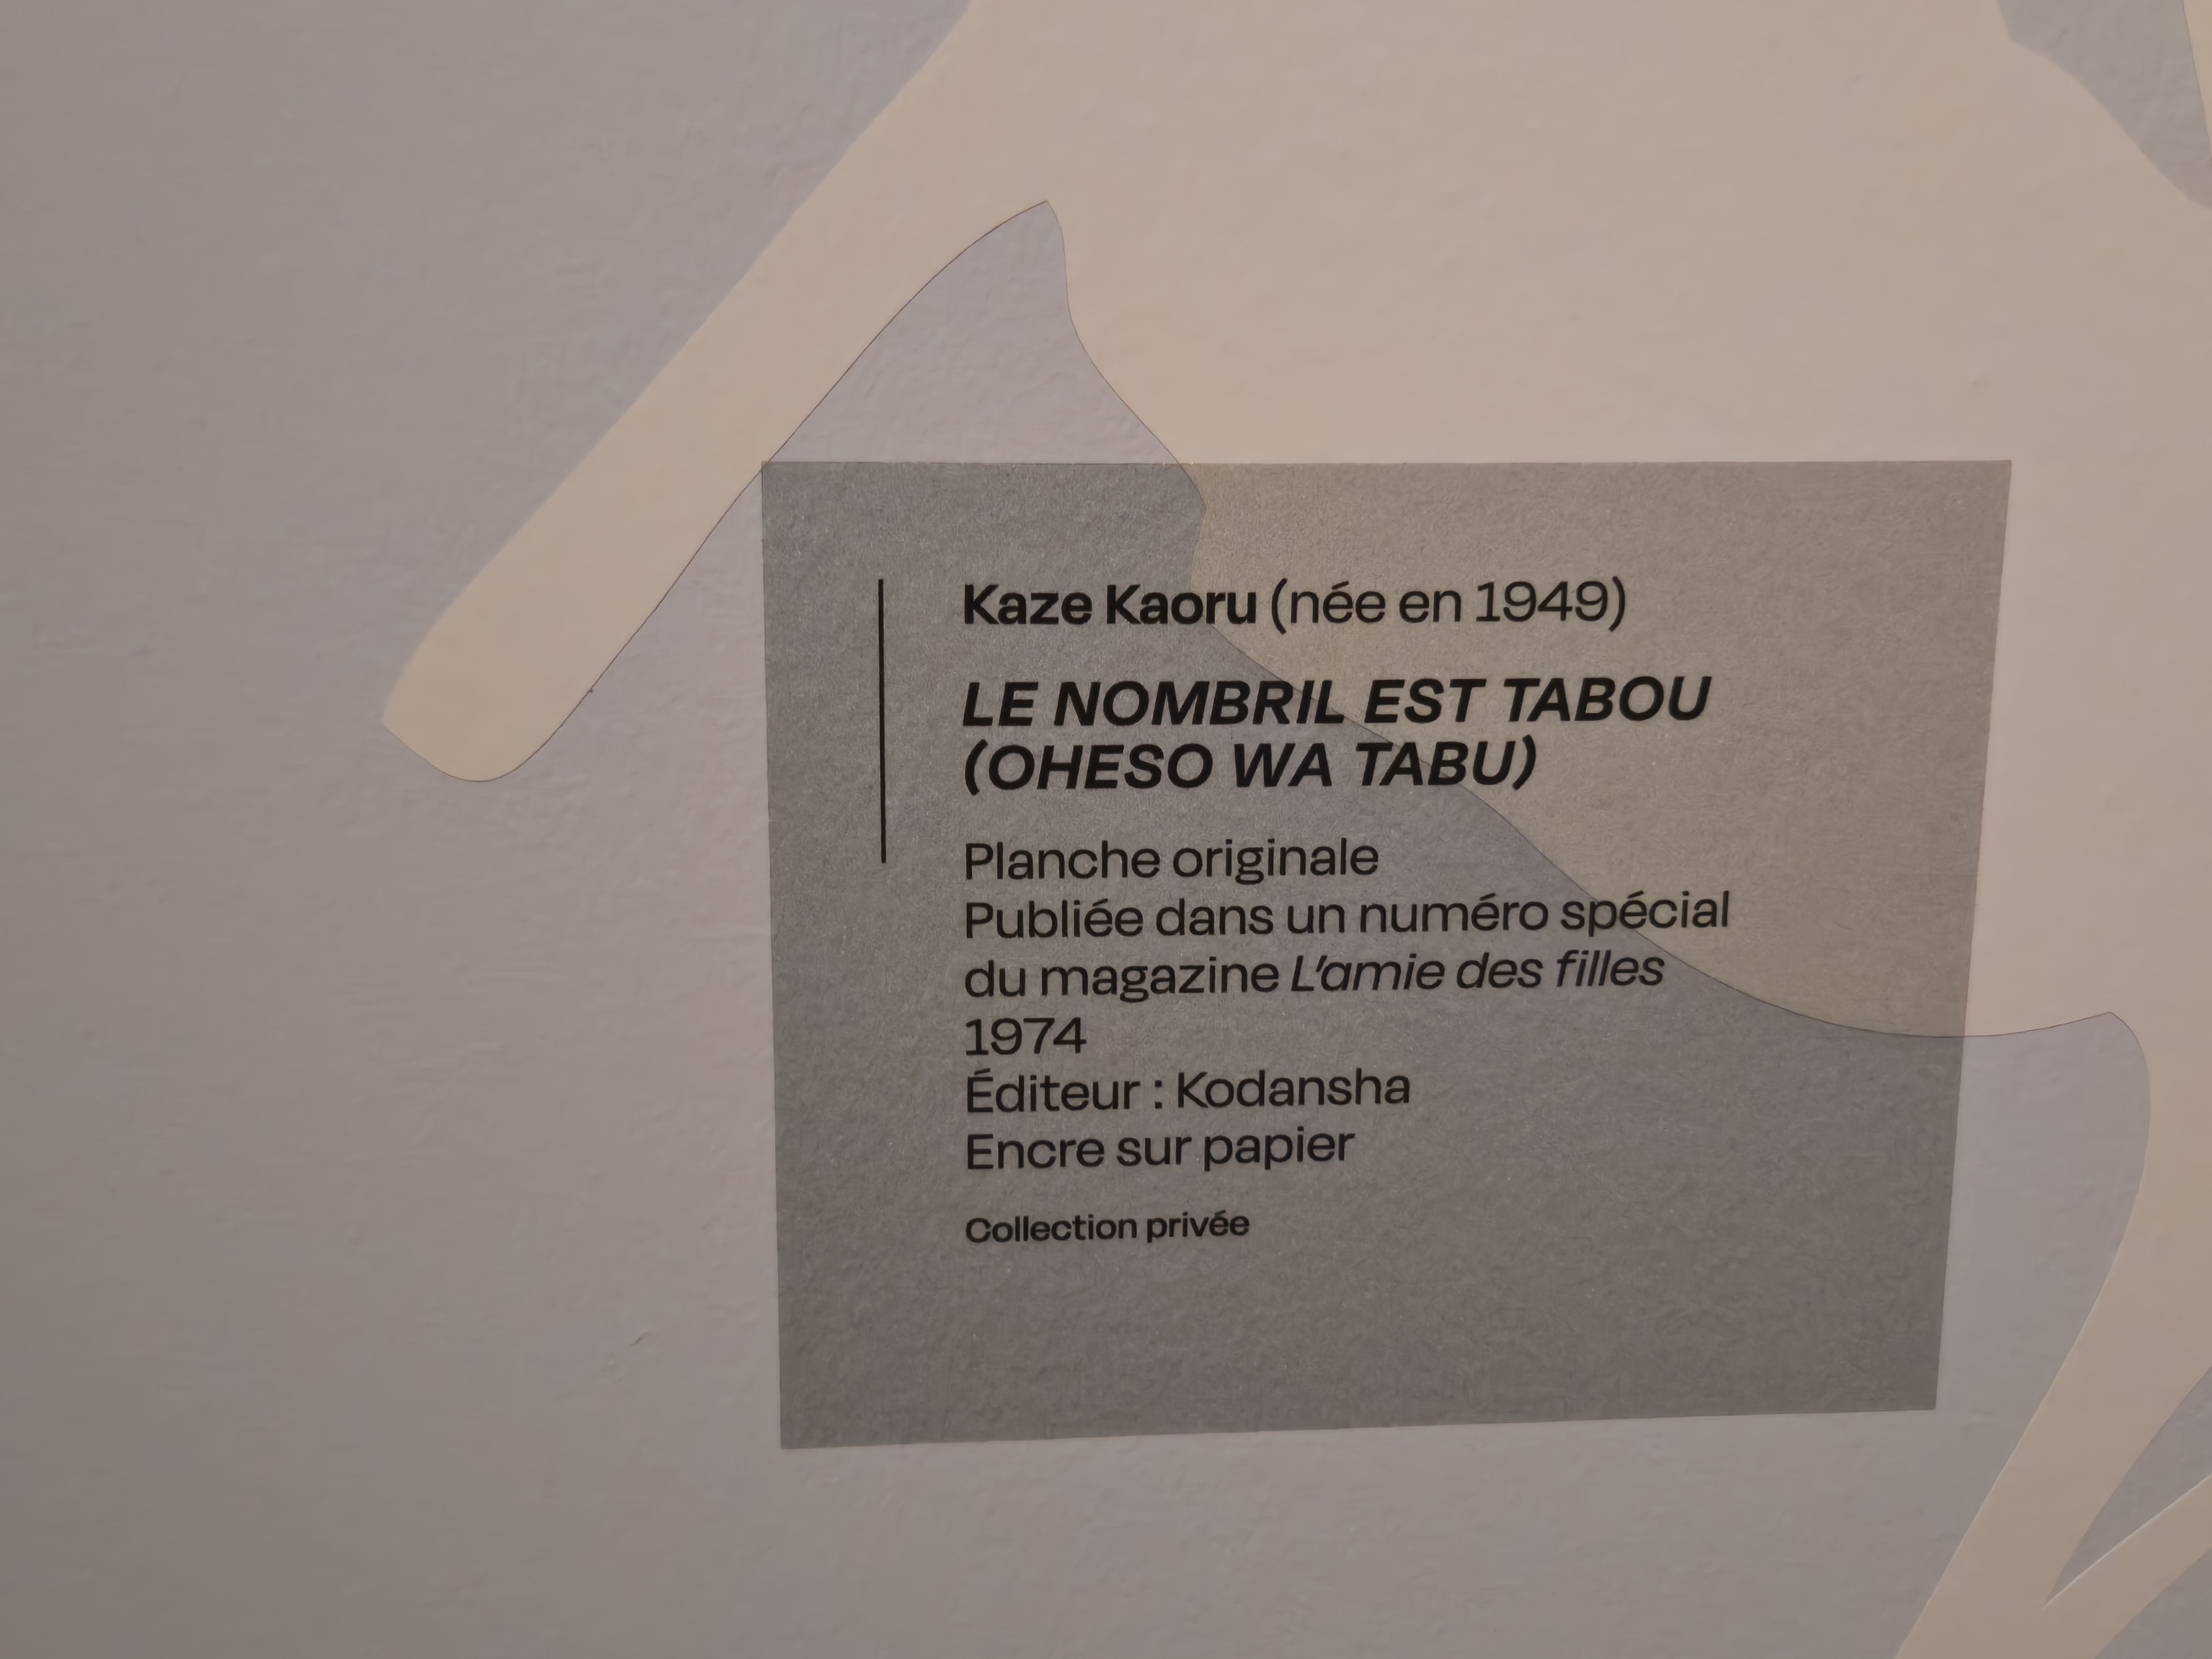 Kaze Kaoru (née en 1949)
LE NOMBRIL EST TABOU
(OHESO WA TABU)
Planche originale
Publiée dans un numéro spécial
du magazine L'amie des filles
1974
Éditeur : Kodansha
Encre sur papier
Collection privée